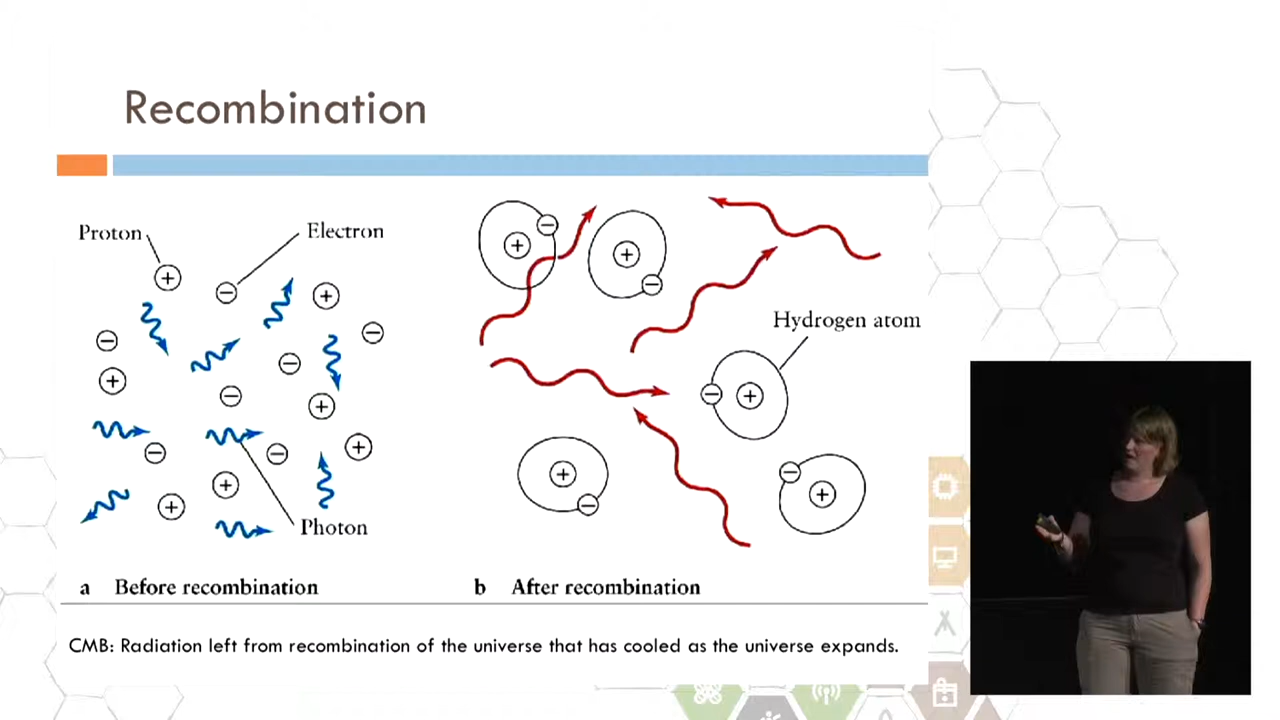 Recombination
Proton
Electron
Photon
Hydrogen atom
a Before recombination
b After recombination
CMB: Radiation left from recombination of the universe that has cooled as the universe expands.